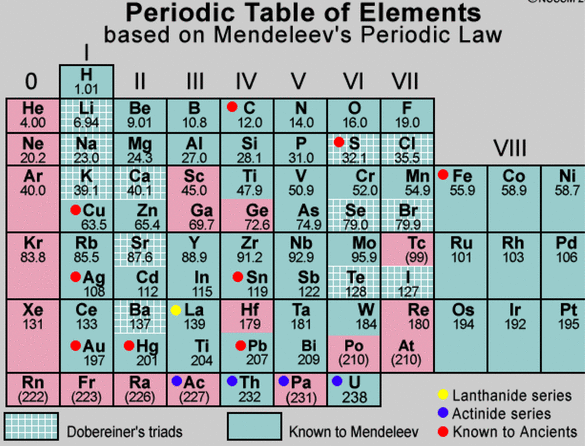 ©NCSSM 2
Periodic Table of Elements
based on Mendeleev's Periodic Law
I
0 II III IV V VI VII
H
1.01
He Li Be B C N O F
4.00 6.94 9.01 10.8 12.0 14.0 16.0 19.0
Ne Na Mg Al Si P S Cl
20.2 23.0 24.3 27.0 28.1 31.0 32.1 35.5
VIII
Ar K Ca Sc Ti V Cr Mn Fe Co Ni
40.0 39.1 40.1 45.0 47.9 50.9 52.0 54.9 55.9 58.9 58.7
Cu Zn Ga Ge As Se Br
63.5 65.4 69.7 72.6 74.9 79.0 79.9
Kr Rb Sr Y Zr Nb Mo Tc Ru Rh Pd
83.8 85.5 87.6 88.9 91.2 92.9 95.9 (99) 101 103 106
Ag Cd In Sn Sb Te I
108 112 115 119 122 128 127
Xe Ce Ba La Hf Ta W Re Os Ir Pt
131 133 137 139 179 181 184 180 194 192 195
Au Hg Ti Pb Bi Po At
197 201 204 207 209 (210) (210)
Rn Fr Ra Ac Th Pa U
(222) (223) (226) (227) 232 (231) 238
Lanthanide series
Actinide series
Known to Ancients
Dobereiner's triads
Known to Mendeleev